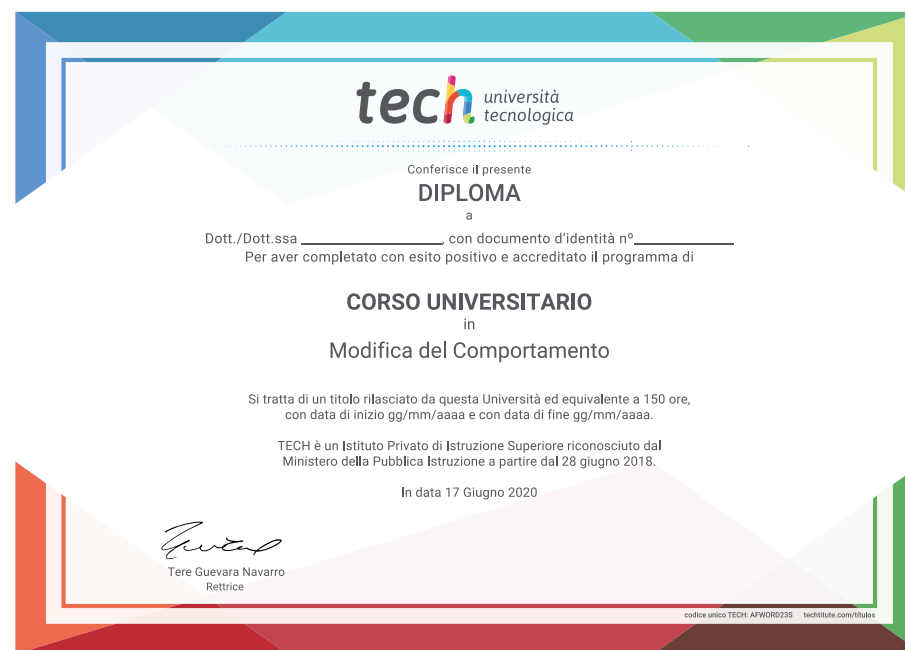 tech università
tecnologica
Conferisce il presente
DIPLOMA
a
Dott./Dott.ssa ____________________, con documento d'identità nº______________
Per aver completato con esito positivo e accreditato il programma di
CORSO UNIVERSITARIO
in
Modifica del Comportamento
Si tratta di un titolo rilasciato da questa Università ed equivalente a 150 ore,
con data di inizio gg/mm/aaaa e con data di fine gg/mm/aaaa.
TECH è un Istituto Privato di Istruzione Superiore riconosciuto dal
Ministero della Pubblica Istruzione a partire dal 28 giugno 2018.
In data 17 Giugno 2020
Tere Guevara Navarro
Rettrice
codice unico TECH: AFWORD23S techtitute.com/titulos